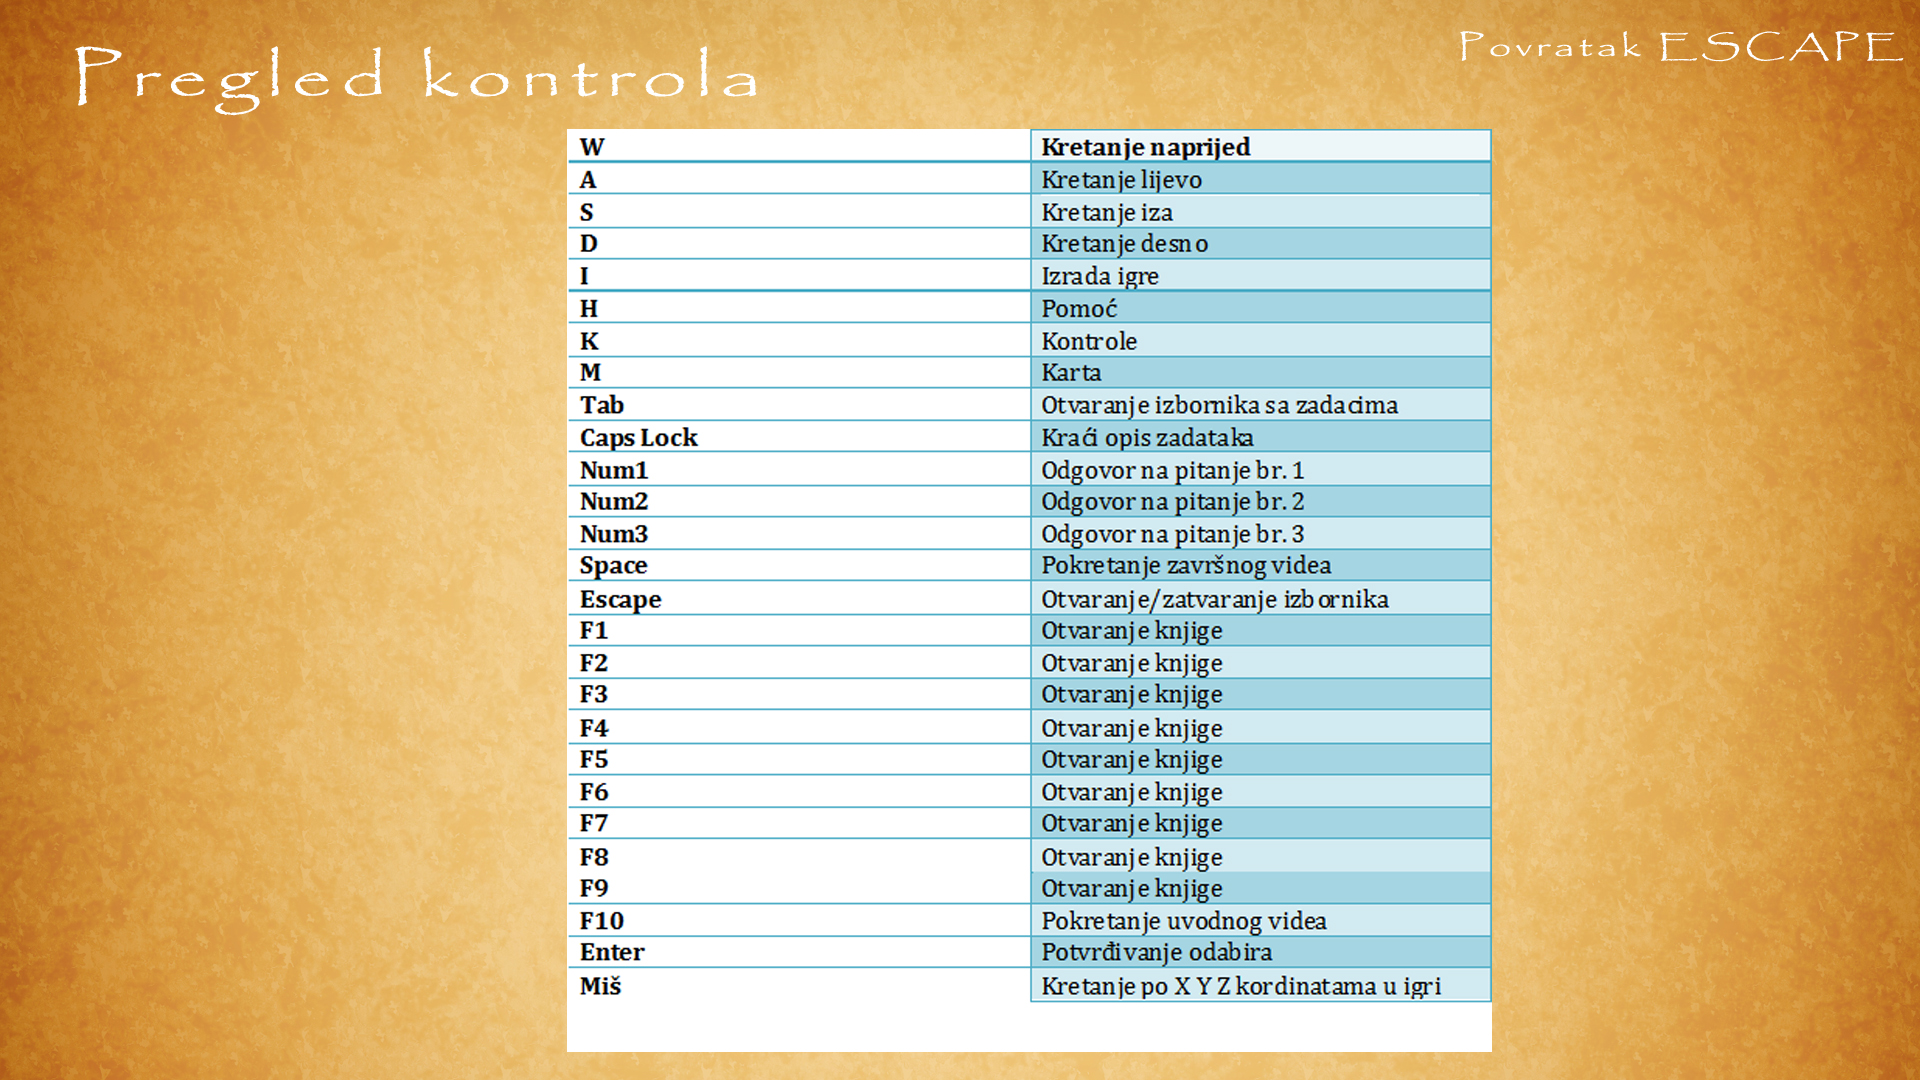 Pregled kontrola
Povratak ESCAPE
W Kretanje naprijed
A Kretanje lijevo
S Kretanje iza
D Kretanje desno
I Izrada igre
H Pomoć
K Kontrole
M Karta
Tab Otvaranje izbornika sa zadacima
Caps Lock Kraći opis zadataka
Num1 Odgovor na pitanje br. 1
Num2 Odgovor na pitanje br. 2
Num3 Odgovor na pitanje br. 3
Space Pokretanje završnog videa
Escape Otvaranje/zatvaranje izbornika
F1 Otvaranje knjige
F2 Otvaranje knjige
F3 Otvaranje knjige
F4 Otvaranje knjige
F5 Otvaranje knjige
F6 Otvaranje knjige
F7 Otvaranje knjige
F8 Otvaranje knjige
F9 Otvaranje knjige
F10 Pokretanje uvodnog videa
Enter Potvrđivanje odabira
Miš Kretanje po X Y Z kordinatama u igri